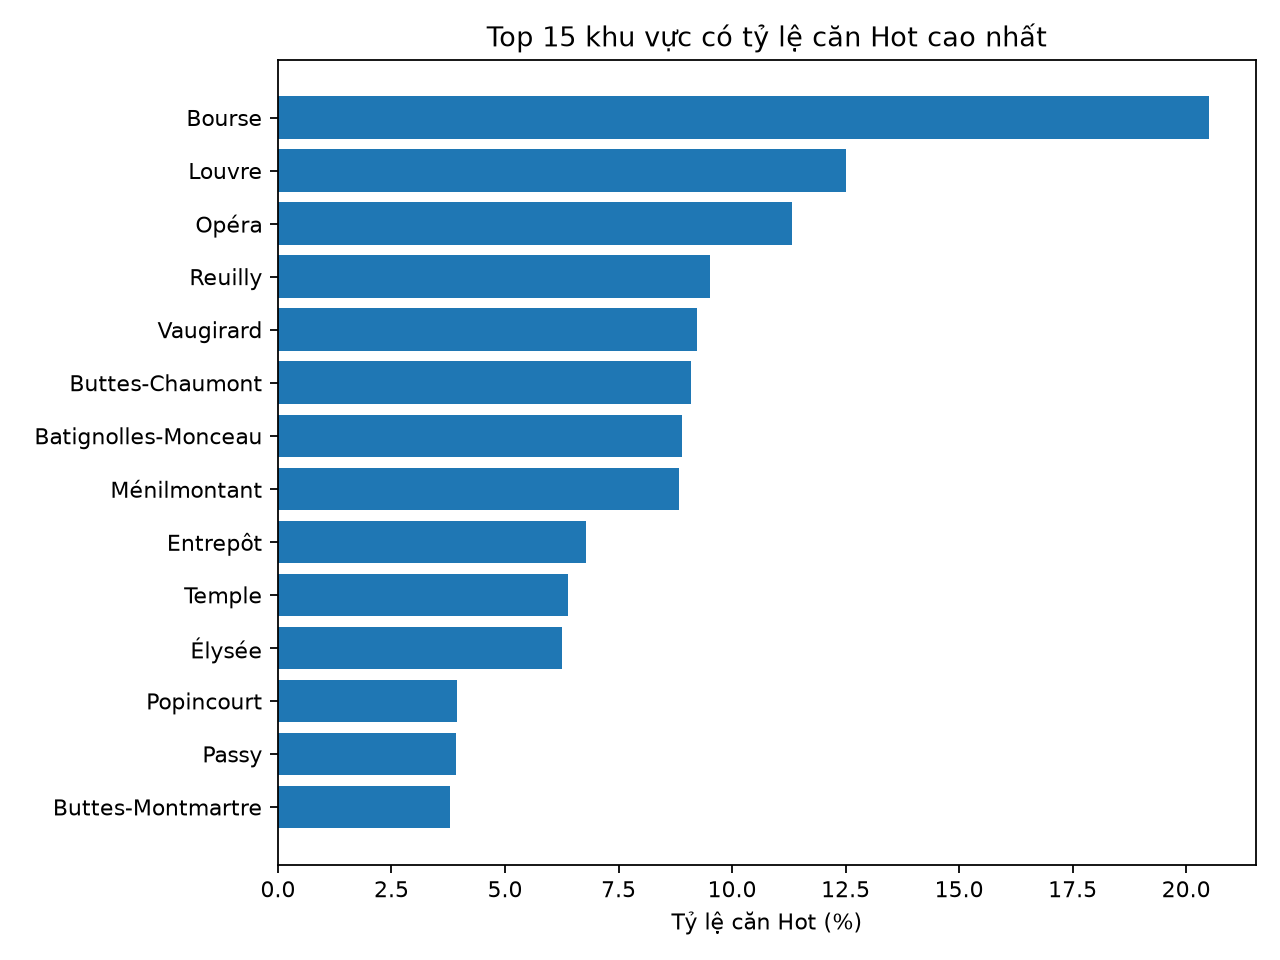 Top 15 khu vực có tỷ lệ căn Hot cao nhất
Bourse
Louvre
Opéra
Reuilly
Vaugirard
Buttes-Chaumont
Batignolles-Monceau
Ménilmontant
Entrepôt
Temple
Élysée
Popincourt
Passy
Buttes-Montmartre
0.0 2.5 5.0 7.5 10.0 12.5 15.0 17.5 20.0
Tỷ lệ căn Hot (%)